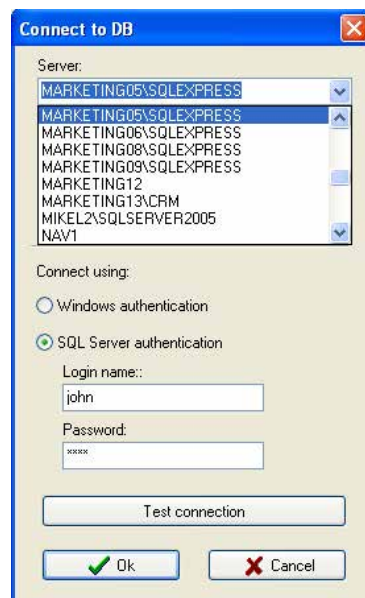 Connect to DB
Server:
MARKETING05\SQLEXPRESS
MARKETING05\SQLEXPRESS
MARKETING06\SQLEXPRESS
MARKETING08\SQLEXPRESS
MARKETING09\SQLEXPRESS
MARKETING12
MARKETING13\CRM
MIKEL2\SQLSERVER2005
NAV1
Connect using:
Windows authentication
SQL Server authentication
Login name::
john
Password:
****
Test connection
Ok
Cancel